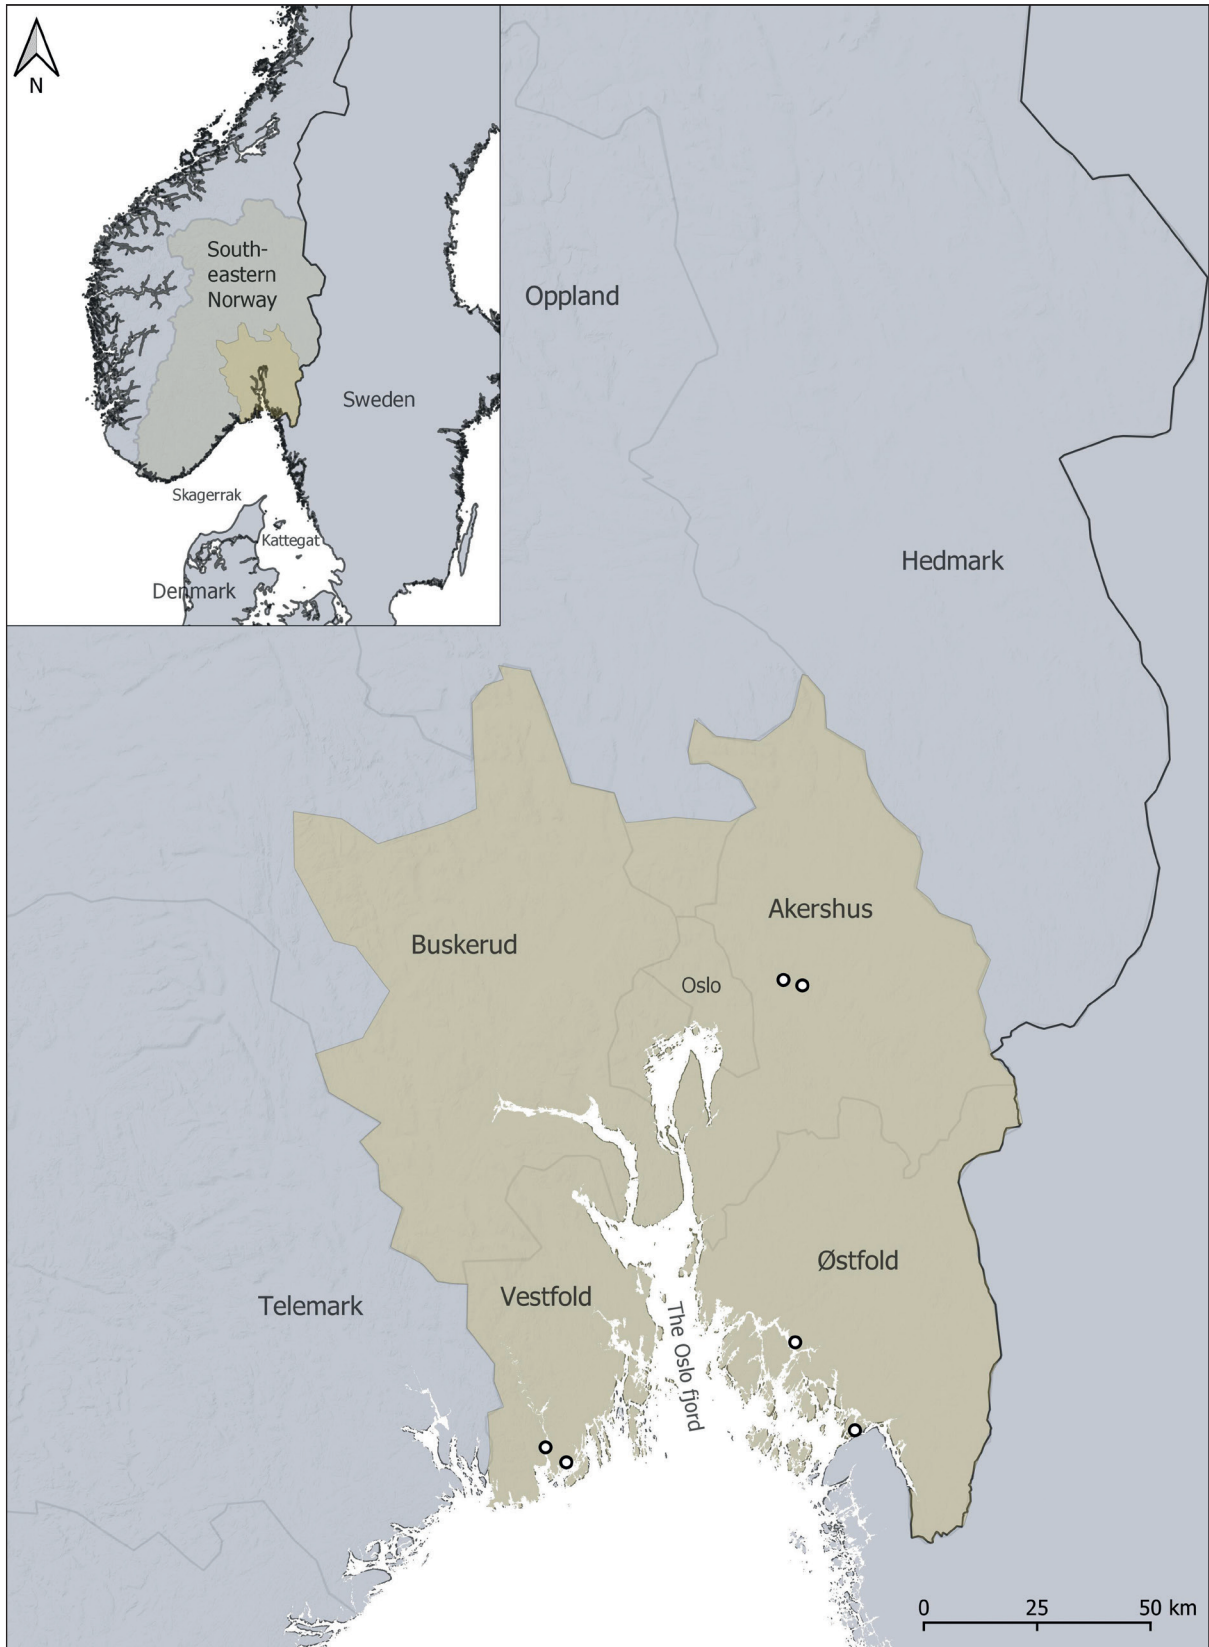 N
South-
eastern
Norway
Sweden
Skagerrak
Kattegat
Denmark
Oppland
Hedmark
Akershus
Buskerud
Oslo
Østfold
Vestfold
Telemark
The Oslo fjord
0 25 50 km